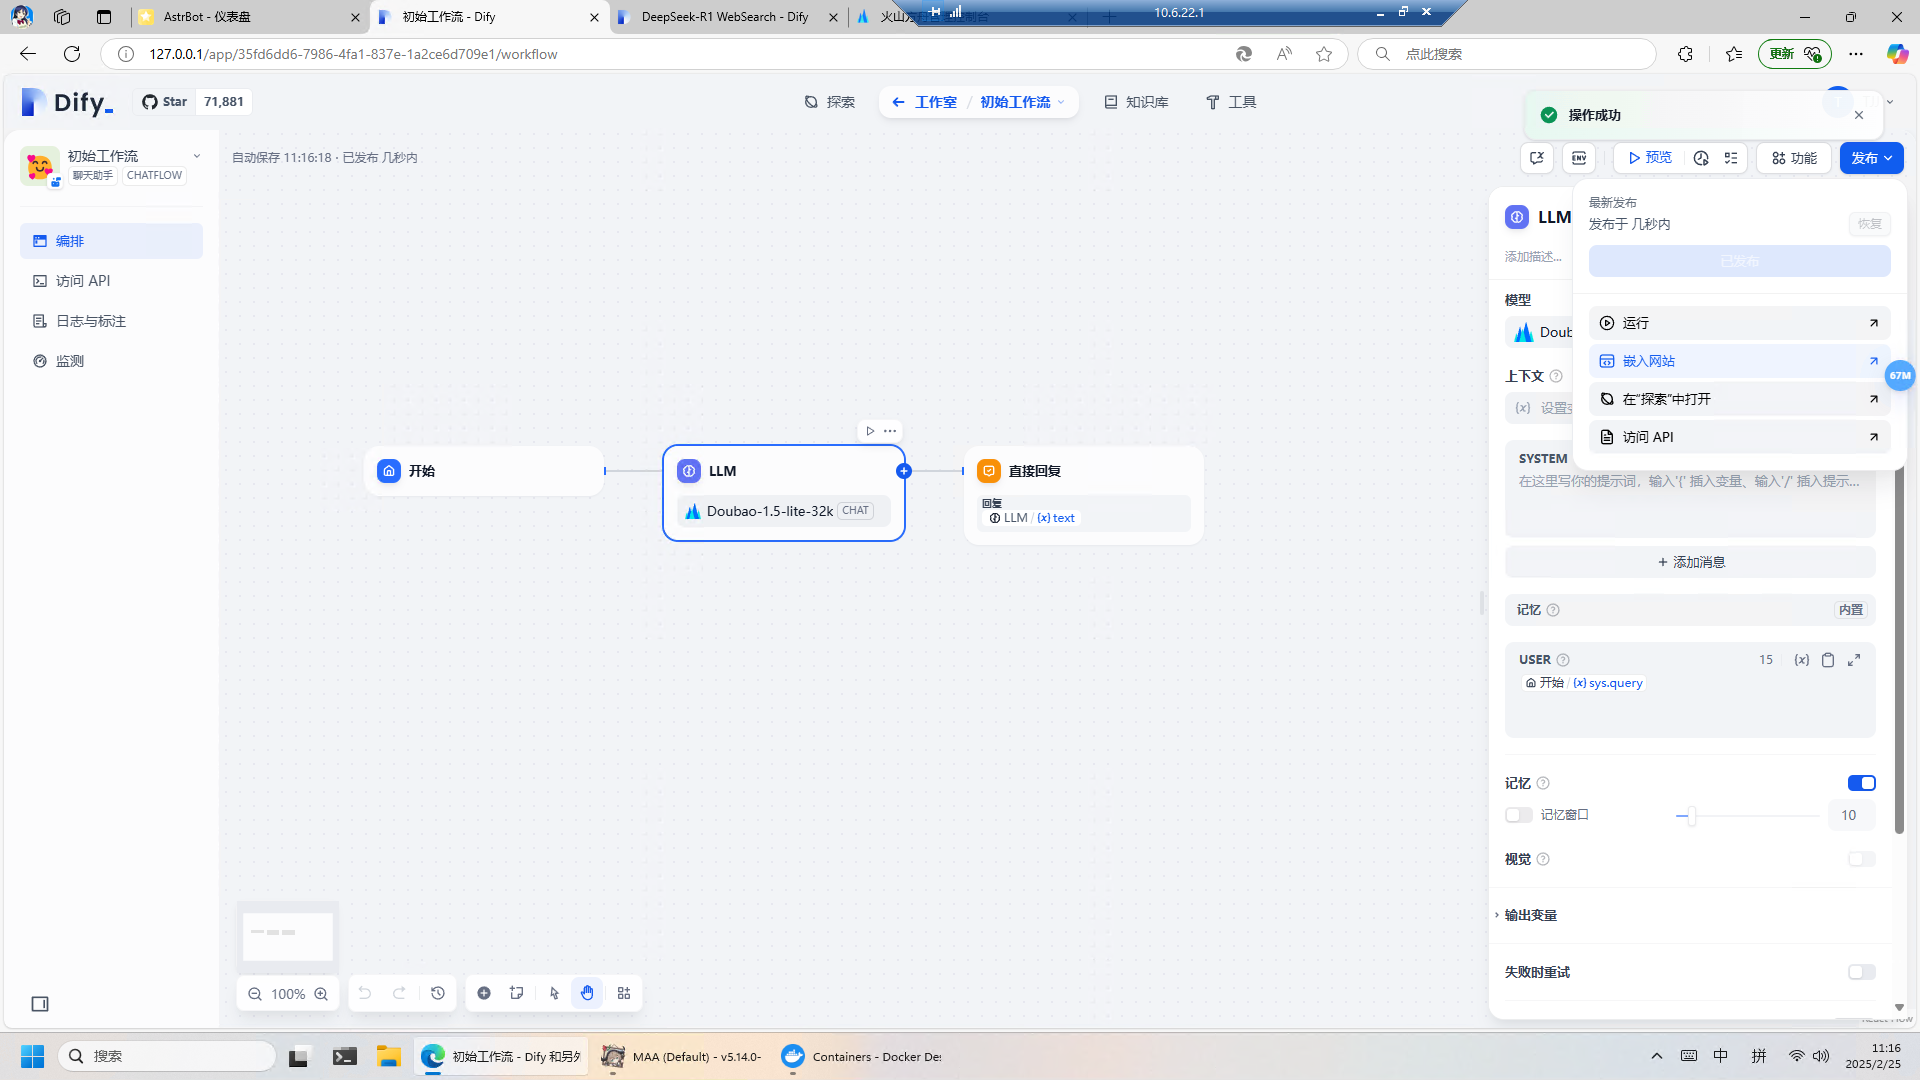 AstrBot - 仪表盘
初始工作流 - Dify
DeepSeek-R1 WebSearch - Dify
10.6.22.1
127.0.0.1/app/35fd6dd6-7986-4fa1-837e-1a2ce6d709e1/workflow
点此搜索
更新
Dify_
Star
71,881
探索
工作室 / 初始工作流
知识库
工具
操作成功
初始工作流
聊天助手
CHATFLOW
自动保存 11:16:18 · 已发布 几秒内
ENV
预览
功能
发布
编排
访问 API
日志与标注
监测
最新发布
发布于 几秒内
恢复
已发布
运行
嵌入网站
在“探索”中打开
访问 API
67M
LLM
添加描述...
模型
Doub
上下文
(x)
SYSTEM
在这里写你的提示词，输入'{' 插入变量、输入'/' 插入提示...
添加消息
记忆
内置
USER
15
(x)
开始 / (x) sys.query
记忆
记忆窗口
10
视觉
输出变量
失败时重试
开始
LLM
Doubao-1.5-lite-32k
CHAT
直接回复
回复
LLM / (x) text
100%
搜索
初始工作流 - Dify 和另外
MAA (Default) - v5.14.0-
Containers - Docker Des
中
拼
11:16
2025/2/25